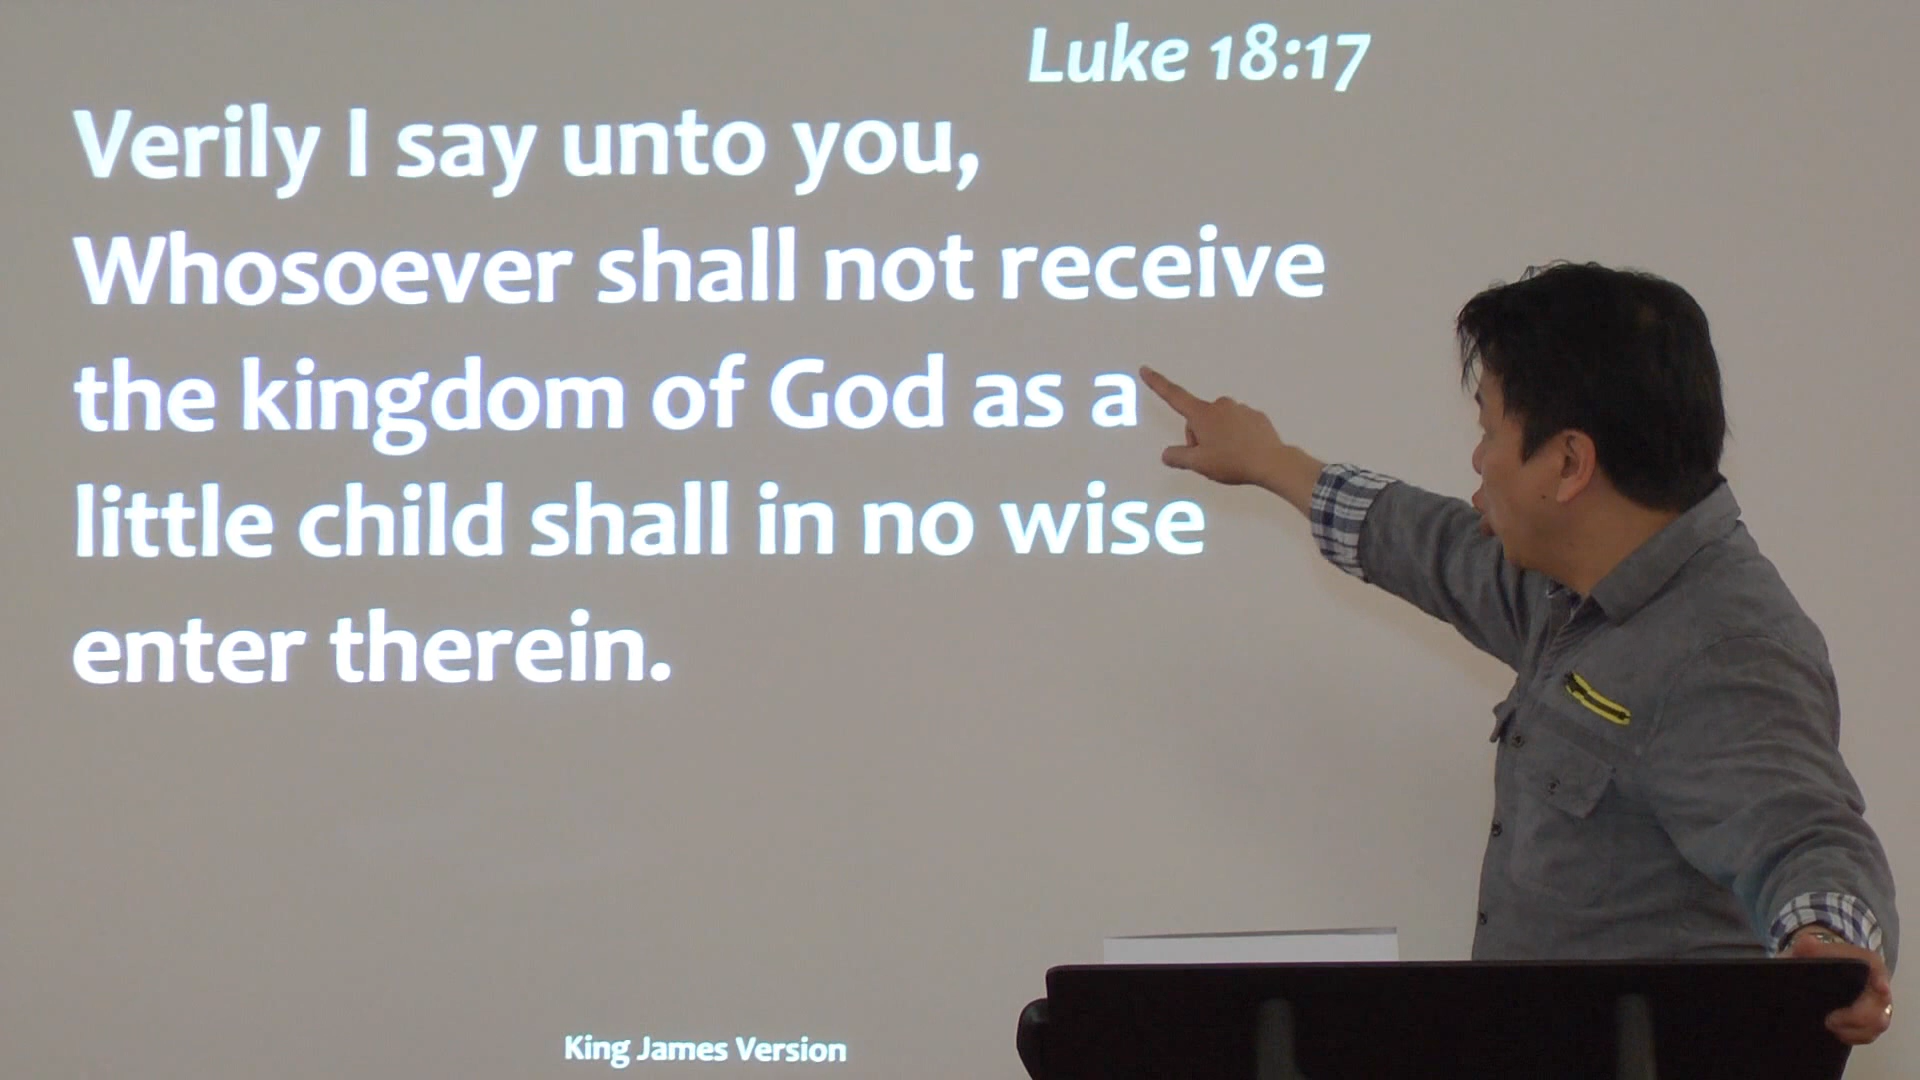 Luke 18:17
Verily I say unto you,
Whosoever shall not receive
the kingdom of God as a
little child shall in no wise
enter therein.
King James Version